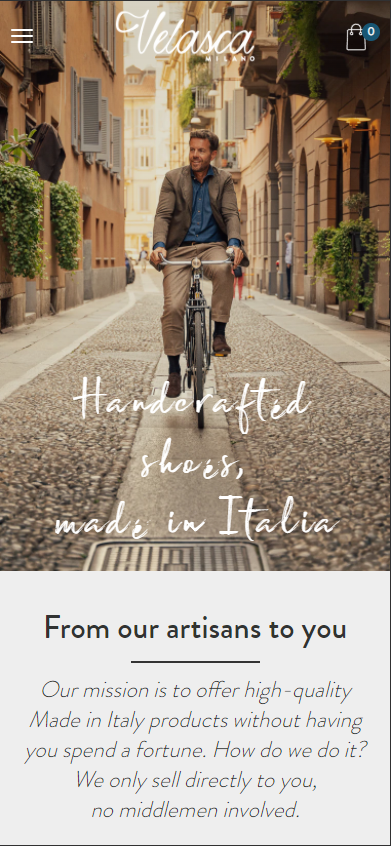 Velasca
MILANO
0
Handcrafted
shoes,
made in Italia
From our artisans to you
Our mission is to offer high-quality
Made in Italy products without having
you spend a fortune. How do we do it?
We only sell directly to you,
no middlemen involved.